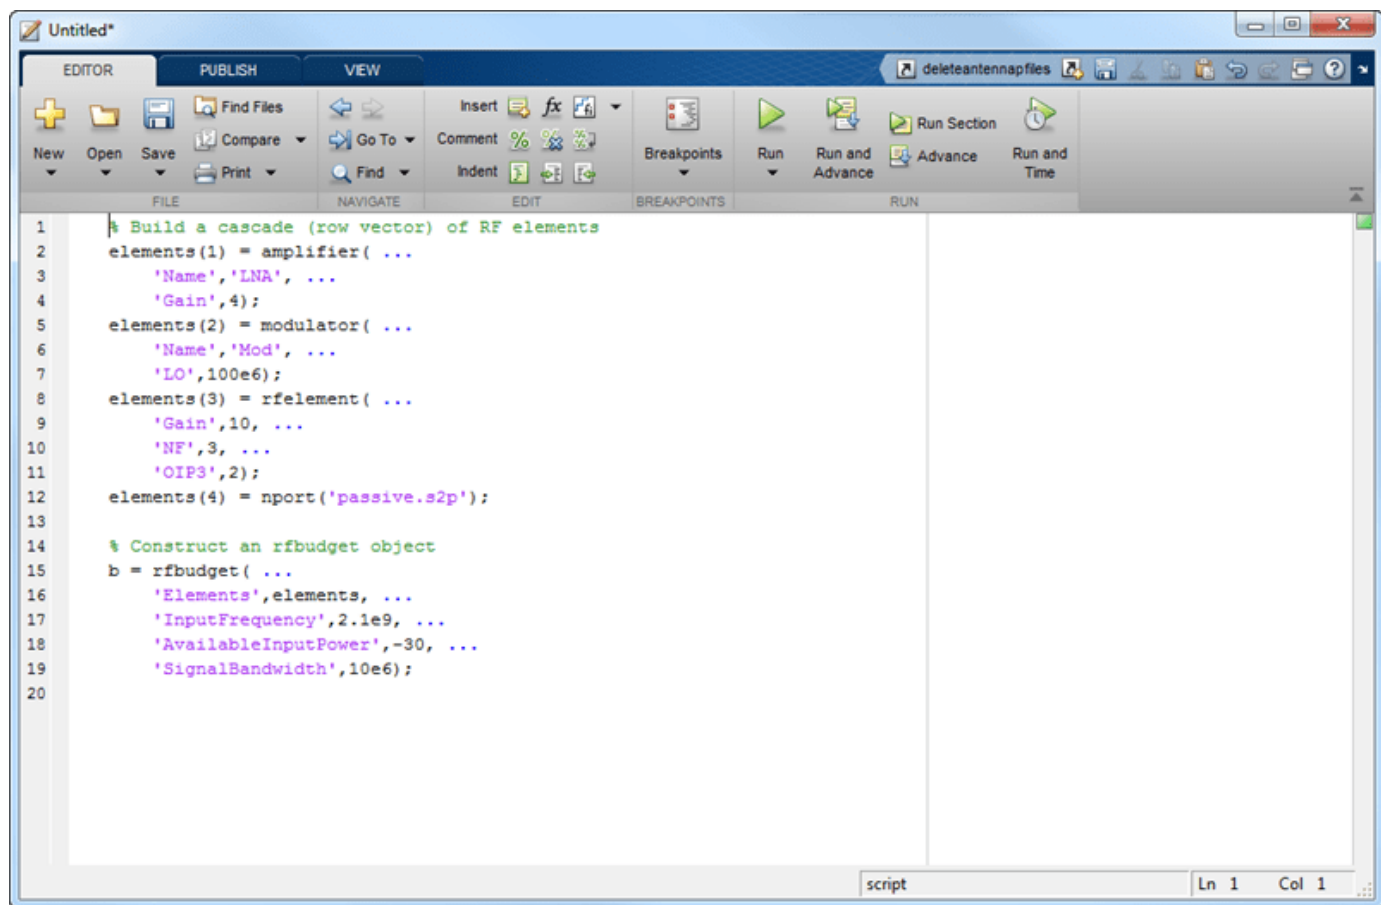 Untitled*
EDITOR PUBLISH VIEW deleteantennapfiles
Find Files Insert fx
New Open Save Compare Go To Comment Breakpoints Run Run and Advance Run Section Run and Time
Print Find Indent Advance
FILE NAVIGATE EDIT BREAKPOINTS RUN
1 % Build a cascade (row vector) of RF elements
2 elements(1) = amplifier( ...
3 'Name','LNA', ...
4 'Gain',4);
5 elements(2) = modulator( ...
6 'Name','Mod', ...
7 'LO',100e6);
8 elements(3) = rfelement( ...
9 'Gain',10, ...
10 'NF',3, ...
11 'OIP3',2);
12 elements(4) = nport('passive.s2p');
13
14 % Construct an rfbudget object
15 b = rfbudget( ...
16 'Elements',elements, ...
17 'InputFrequency',2.1e9, ...
18 'AvailableInputPower',-30, ...
19 'SignalBandwidth',10e6);
20
script Ln 1 Col 1